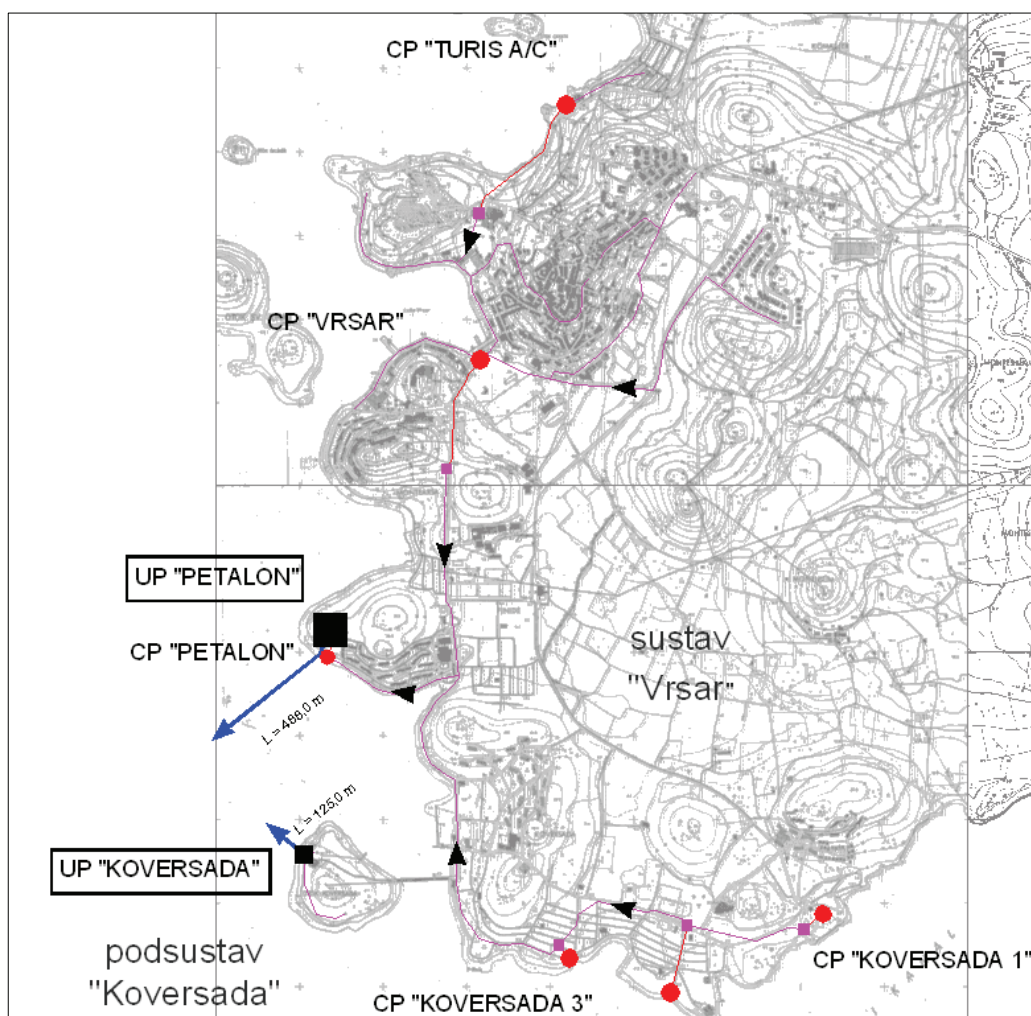 CP "TURIS A/C"
CP "VRSAR"
UP "PETALON"
CP "PETALON"
sustav
"Vrsar"
L = 488,0 m
L = 125,0 m
UP "KOVERSADA"
podsustav
"Koversada"
CP "KOVERSADA 1"
CP "KOVERSADA 3"